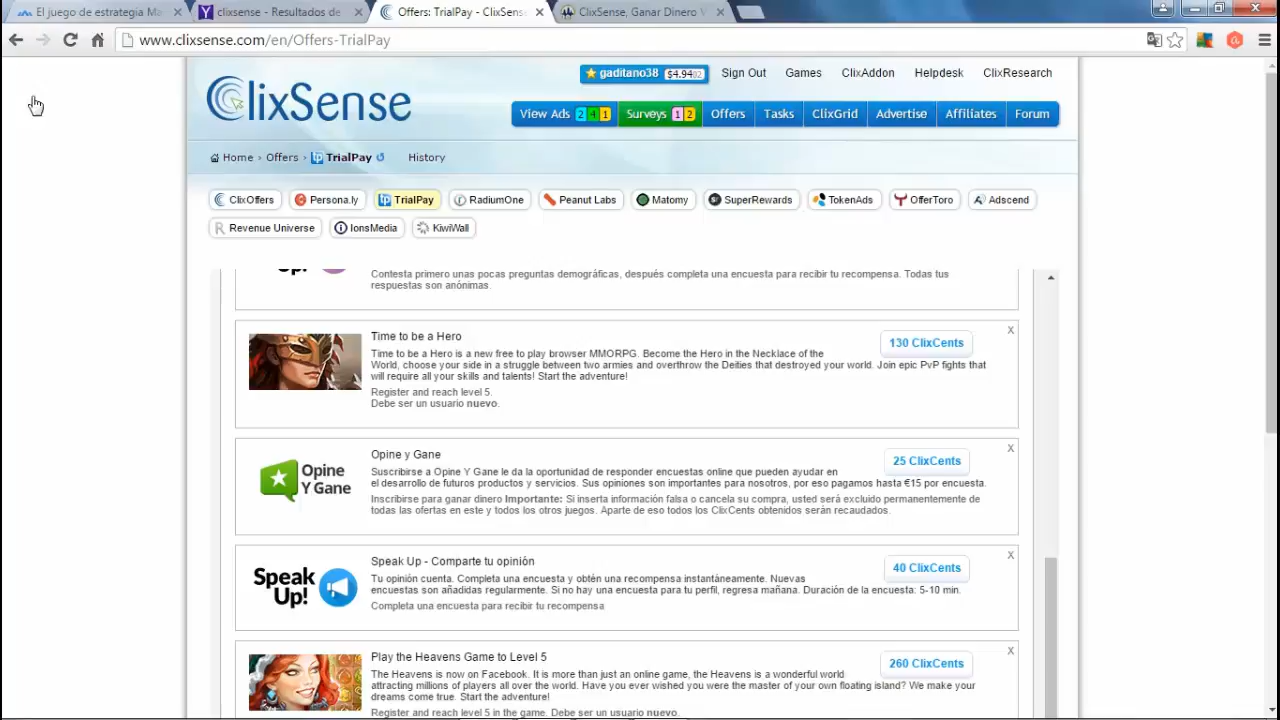 El juego de estrategia Ma
clixsense - Resultados de
Offers: TrialPay - ClixSens
ClixSense, Ganar Dinero V
www.clixsense.com/en/Offers-TrialPay
gaditano38 $4.9402
Sign Out
Games
ClixAddon
Helpdesk
ClixResearch
ClixSense
View Ads 2 4 1
Surveys 1 2
Offers
Tasks
ClixGrid
Advertise
Affiliates
Forum
Home › Offers › TrialPay
History
ClixOffers
Persona.ly
TrialPay
RadiumOne
Peanut Labs
Matomy
SuperRewards
TokenAds
OfferToro
Adscend
Revenue Universe
IonsMedia
KiwiWall
Up!
Contesta primero unas pocas preguntas demográficas, después completa una encuesta para recibir tu recompensa. Todas tus
respuestas son anónimas.
Time to be a Hero
130 ClixCents
X
Time to be a Hero is a new free to play browser MMORPG. Become the Hero in the Necklace of the
World, choose your side in a struggle between two armies and overthrow the Deities that destroyed your world. Join epic PvP fights that
will require all your skills and talents! Start the adventure!
Register and reach level 5.
Debe ser un usuario nuevo.
Opine
Y Gane
Opine y Gane
25 ClixCents
X
Suscribirse a Opine Y Gane le da la oportunidad de responder encuestas online que pueden ayudar en
el desarrollo de futuros productos y servicios. Sus opiniones son importantes para nosotros, por eso pagamos hasta €15 por encuesta.
Inscribirse para ganar dinero Importante: Si inserta información falsa o cancela su compra, usted será excluido permanentemente de
todas las ofertas en este y todos los otros juegos. Aparte de eso todos los ClixCents obtenidos serán recaudados.
Speak
Up!
Speak Up - Comparte tu opinión
40 ClixCents
X
Tu opinión cuenta. Completa una encuesta y obtén una recompensa instantáneamente. Nuevas
encuestas son añadidas regularmente. Si no hay una encuesta para tu perfil, regresa mañana. Duración de la encuesta: 5-10 min.
Completa una encuesta para recibir tu recompensa
Play the Heavens Game to Level 5
260 ClixCents
X
The Heavens is now on Facebook. It is more than just an online game, the Heavens is a wonderful world
attracting millions of players all over the world. Have you ever wished you were the master of your own floating island? We make your
dreams come true. Start the adventure!
Register and reach level 5 in the game. Debe ser un usuario nuevo.